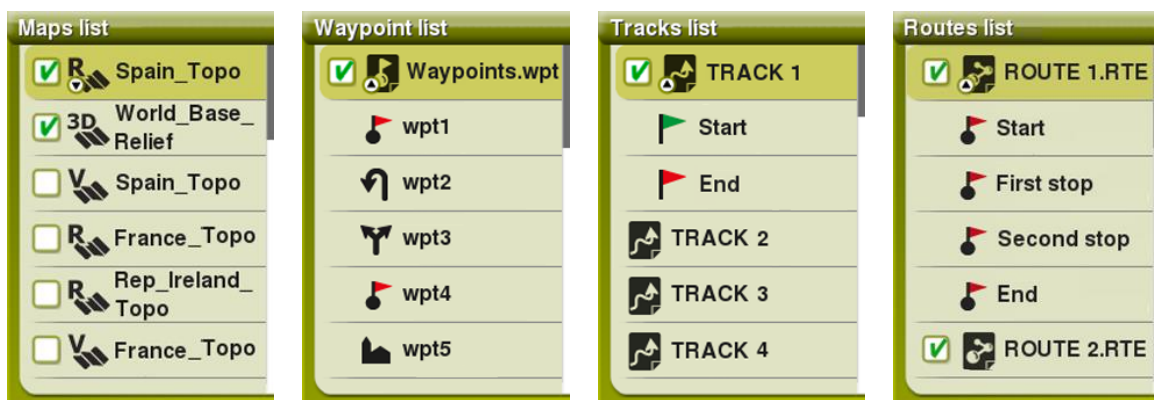 Maps list
R Spain_Topo
3D World_Base_
Relief
V Spain_Topo
R France_Topo
R Rep_Ireland_
Topo
V France_Topo
Waypoint list
Waypoints.wpt
wpt1
wpt2
wpt3
wpt4
wpt5
Tracks list
TRACK 1
Start
End
TRACK 2
TRACK 3
TRACK 4
Routes list
ROUTE 1.RTE
Start
First stop
Second stop
End
ROUTE 2.RTE